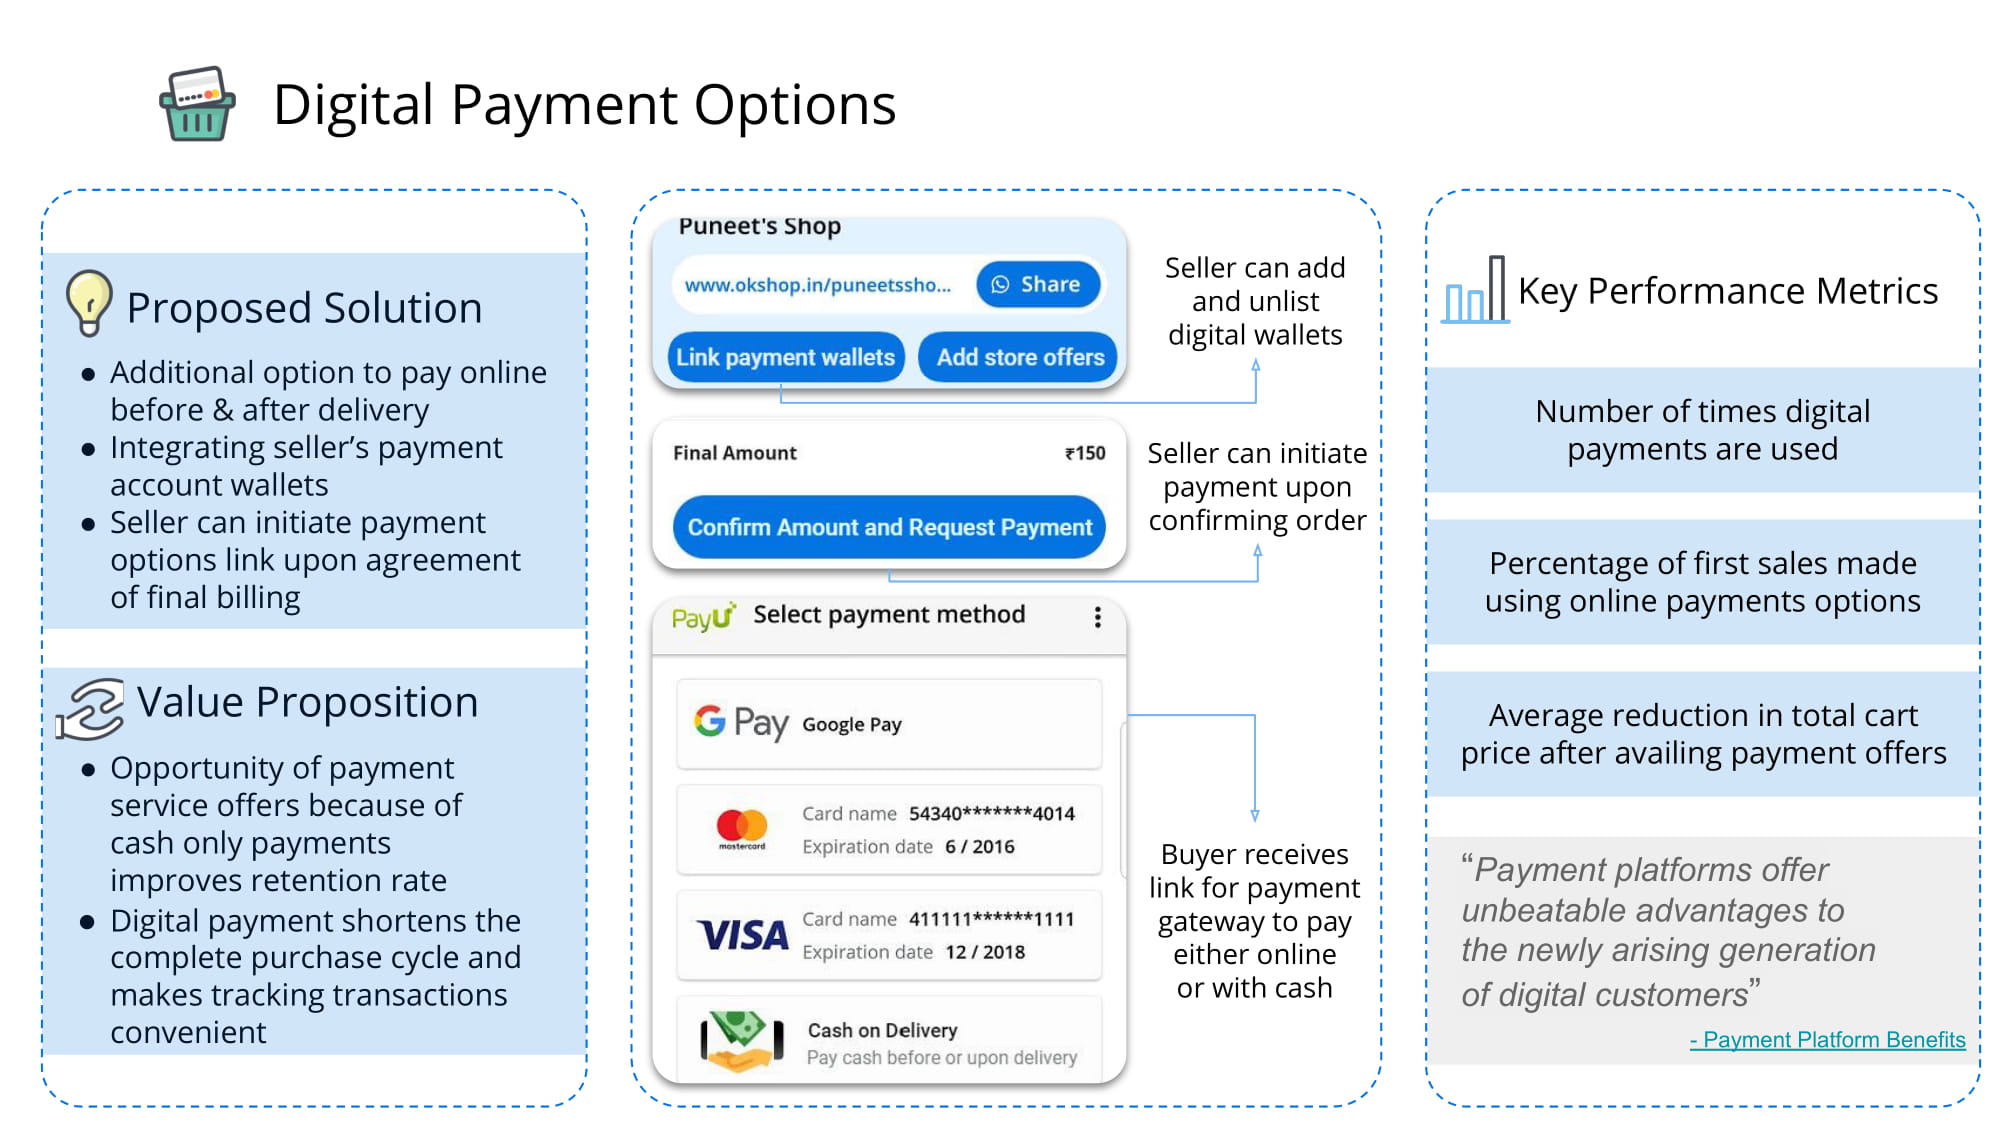 Digital Payment Options
Proposed Solution
● Additional option to pay online
before & after delivery
● Integrating seller’s payment
account wallets
● Seller can initiate payment
options link upon agreement
of final billing
Value Proposition
● Opportunity of payment
service offers because of
cash only payments
improves retention rate
● Digital payment shortens the
complete purchase cycle and
makes tracking transactions
convenient
Puneet's Shop
www.okshop.in/puneetssho...
Share
Link payment wallets
Add store offers
Seller can add
and unlist
digital wallets
Final Amount ₹150
Confirm Amount and Request Payment
Seller can initiate
payment upon
confirming order
PayU Select payment method
G Pay Google Pay
mastercard
Card name 54340*******4014
Expiration date 6 / 2016
VISA
Card name 411111******1111
Expiration date 12 / 2018
Cash on Delivery
Pay cash before or upon delivery
Buyer receives
link for payment
gateway to pay
either online
or with cash
Key Performance Metrics
Number of times digital
payments are used
Percentage of first sales made
using online payments options
Average reduction in total cart
price after availing payment offers
“Payment platforms offer
unbeatable advantages to
the newly arising generation
of digital customers”
- Payment Platform Benefits